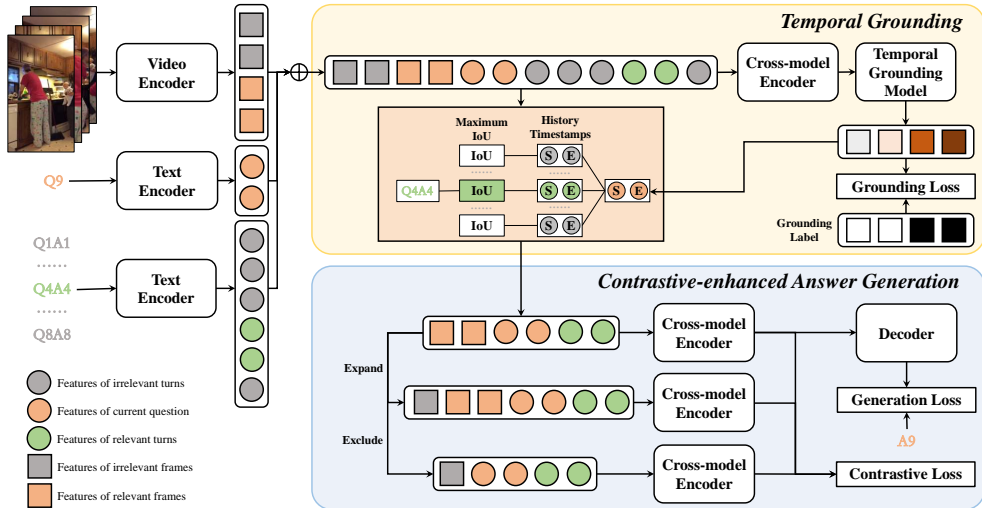 Temporal Grounding
Video
Encoder
Cross-model
Encoder
Temporal
Grounding
Model
Maximum
IoU
History
Timestamps
IoU
S E
Q9
Text
Encoder
Q4A4
IoU
S E
S E
......
......
IoU
S E
Grounding Loss
Grounding
Label
Q1A1
......
Q4A4
......
Q8A8
Text
Encoder
Contrastive-enhanced Answer Generation
Cross-model
Encoder
Decoder
Expand
Cross-model
Encoder
Generation Loss
Exclude
A9
Cross-model
Encoder
Contrastive Loss
Features of irrelevant turns
Features of current question
Features of relevant turns
Features of irrelevant frames
Features of relevant frames